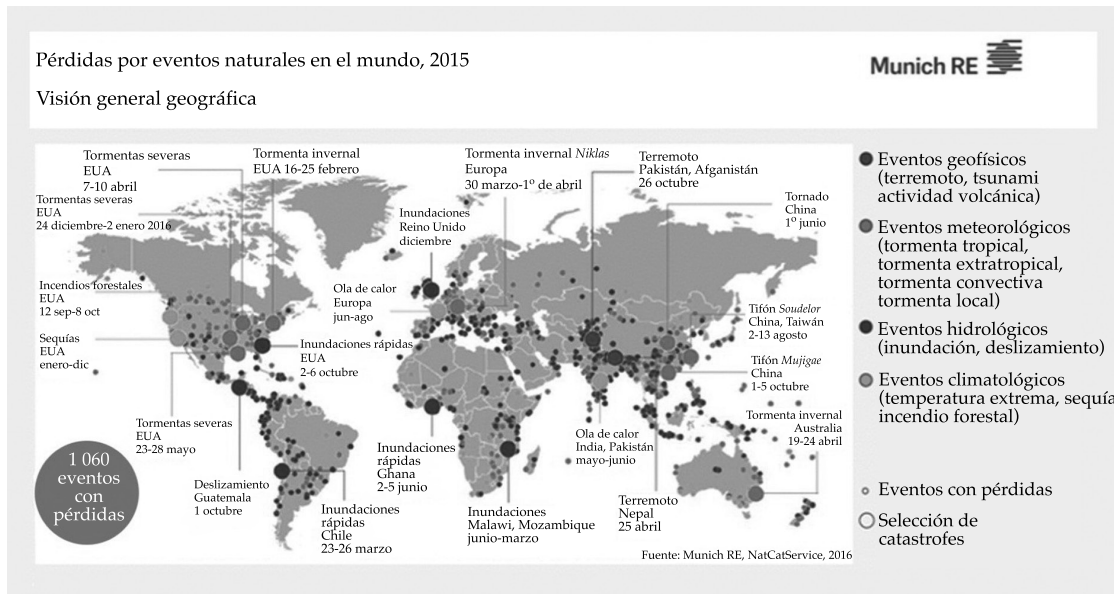 Pérdidas por eventos naturales en el mundo, 2015
Visión general geográfica
Munich RE
Tormentas severas
EUA
7-10 abril
Tormenta invernal
EUA 16-25 febrero
Tormenta invernal Niklas
Europa
30 marzo-1º de abril
Terremoto
Pakistán, Afganistán
26 octubre
Tornado
China
1º junio
Tormentas severas
EUA
24 diciembre-2 enero 2016
Inundaciones
Reino Unido
diciembre
Incendios forestales
EUA
12 sep-8 oct
Ola de calor
Europa
jun-ago
Tifón Soudelor
China, Taiwán
2-13 agosto
Sequías
EUA
enero-dic
Inundaciones rápidas
EUA
2-6 octubre
Tifón Mujigae
China
1-5 octubre
Tormentas severas
EUA
23-28 mayo
Inundaciones
rápidas
Ghana
2-5 junio
Ola de calor
India, Pakistán
mayo-junio
Tormenta invernal
Australia
19-24 abril
1 060
eventos
con
pérdidas
Deslizamiento
Guatemala
1 octubre
Inundaciones
rápidas
Chile
23-26 marzo
Inundaciones
Malawi, Mozambique
junio-marzo
Terremoto
Nepal
25 abril
Fuente: Munich RE, NatCatService, 2016
Eventos geofísicos
(terremoto, tsunami
actividad volcánica)
Eventos meteorológicos
(tormenta tropical,
tormenta extratropical,
tormenta convectiva
tormenta local)
Eventos hidrológicos
(inundación, deslizamiento)
Eventos climatológicos
(temperatura extrema, sequía
incendio forestal)
Eventos con pérdidas
Selección de
catastrofes